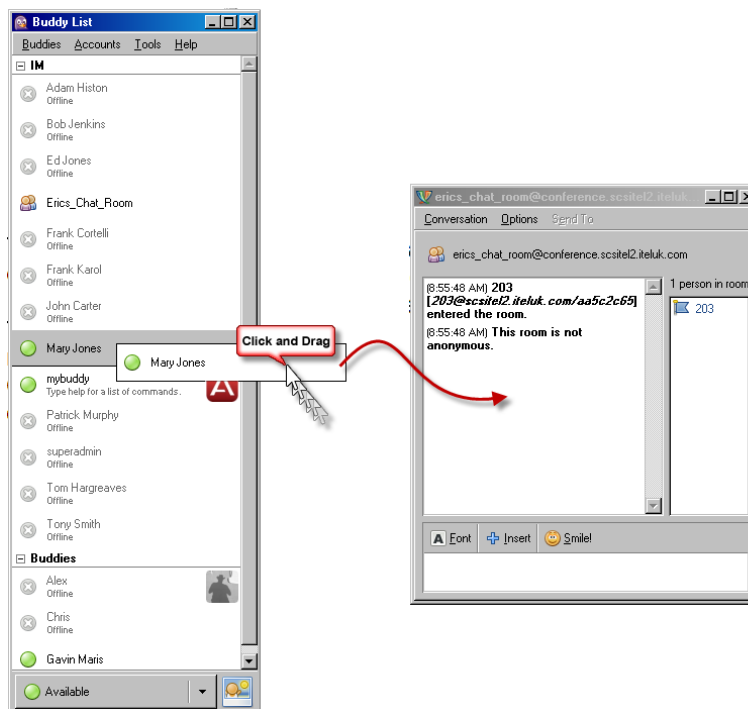 Buddy List
Buddies Accounts Tools Help
IM
Adam Histon
Offline
Bob Jenkins
Offline
Ed Jones
Offline
Erics_Chat_Room
Frank Cortelli
Offline
Frank Karol
Offline
John Carter
Offline
Mary Jones
Mary Jones
Click and Drag
mybuddy
Type help for a list of commands.
Patrick Murphy
Offline
superadmin
Offline
Tom Hargreaves
Offline
Tony Smith
Offline
Buddies
Alex
Offline
Chris
Offline
Gavin Maris
Available
erics_chat_room@conference.scsitel2.iteluk...
Conversation Options Send To
erics_chat_room@conference.scsitel2.iteluk.com
(8:55:48 AM) 203
[203@scsitel2.iteluk.com/aa5c2c65]
entered the room.
(8:55:48 AM) This room is not
anonymous.
1 person in room
203
Font Insert Smile!